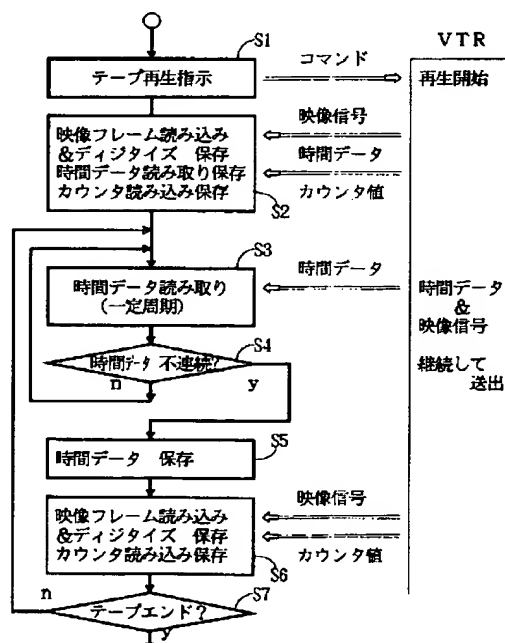 S1
テープ再生指示
コマンド
VTR
再生開始
映像フレーム読み込み
&ディジタイズ 保存
時間データ読み取り保存
カウンタ読み込み保存
S2
映像信号
時間データ
カウンタ値
S3
時間データ読み取り
(一定周期)
時間データ
時間データ
&
映像信号
継続して
送出
S4
時間データ 不連続?
n
y
S5
時間データ 保存
映像フレーム読み込み
&ディジタイズ 保存
カウンタ読み込み保存
S6
映像信号
カウンタ値
n
S7
テープエンド?
y